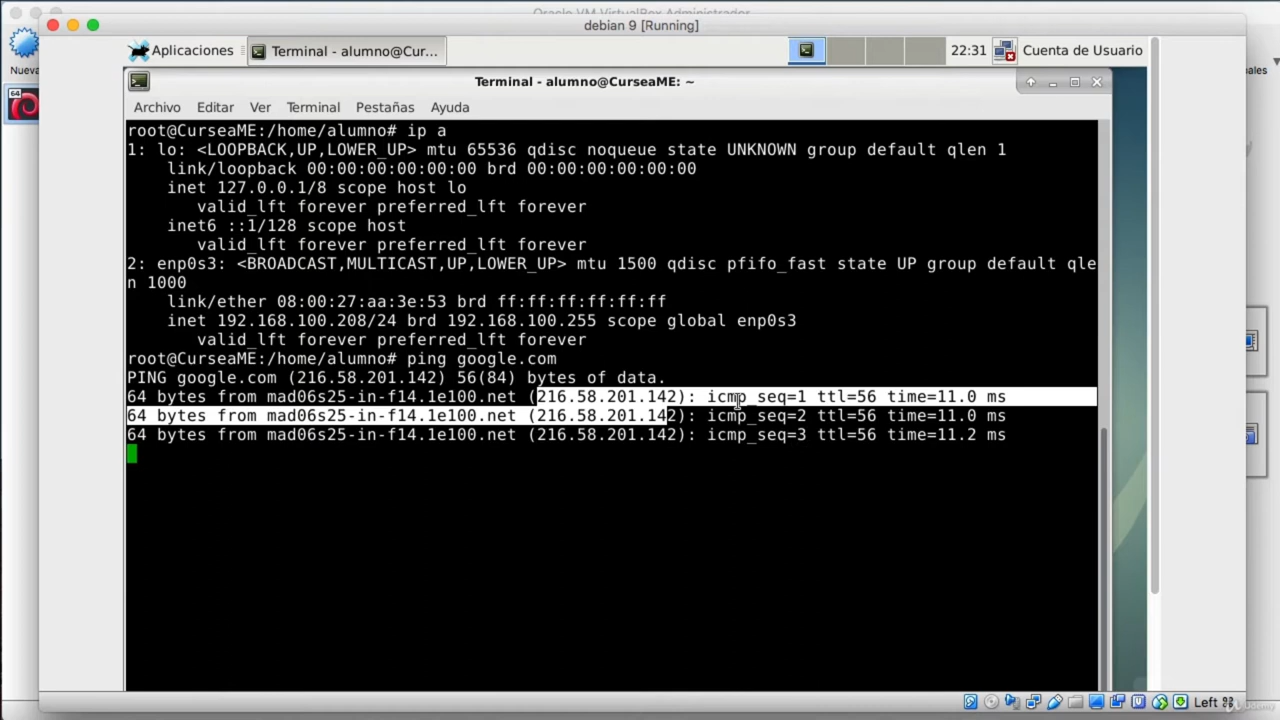 Oracle VM VirtualBox Administrador
debian 9 [Running]
Nueva
Aplicaciones
Terminal - alumno@Cur...
22:31
Cuenta de Usuario
Terminal - alumno@CurseaME: ~
Archivo Editar Ver Terminal Pestañas Ayuda
root@CurseaME:/home/alumno# ip a
1: lo: <LOOPBACK,UP,LOWER_UP> mtu 65536 qdisc noqueue state UNKNOWN group default qlen 1
link/loopback 00:00:00:00:00:00 brd 00:00:00:00:00:00
inet 127.0.0.1/8 scope host lo
valid_lft forever preferred_lft forever
inet6 ::1/128 scope host
valid_lft forever preferred_lft forever
2: enp0s3: <BROADCAST,MULTICAST,UP,LOWER_UP> mtu 1500 qdisc pfifo_fast state UP group default qle
n 1000
link/ether 08:00:27:aa:3e:53 brd ff:ff:ff:ff:ff:ff
inet 192.168.100.208/24 brd 192.168.100.255 scope global enp0s3
valid_lft forever preferred_lft forever
root@CurseaME:/home/alumno# ping google.com
PING google.com (216.58.201.142) 56(84) bytes of data.
64 bytes from mad06s25-in-f14.1e100.net (216.58.201.142): icmp_seq=1 ttl=56 time=11.0 ms
64 bytes from mad06s25-in-f14.1e100.net (216.58.201.142): icmp_seq=2 ttl=56 time=11.0 ms
64 bytes from mad06s25-in-f14.1e100.net (216.58.201.142): icmp_seq=3 ttl=56 time=11.2 ms
Left ⌘
Udemy